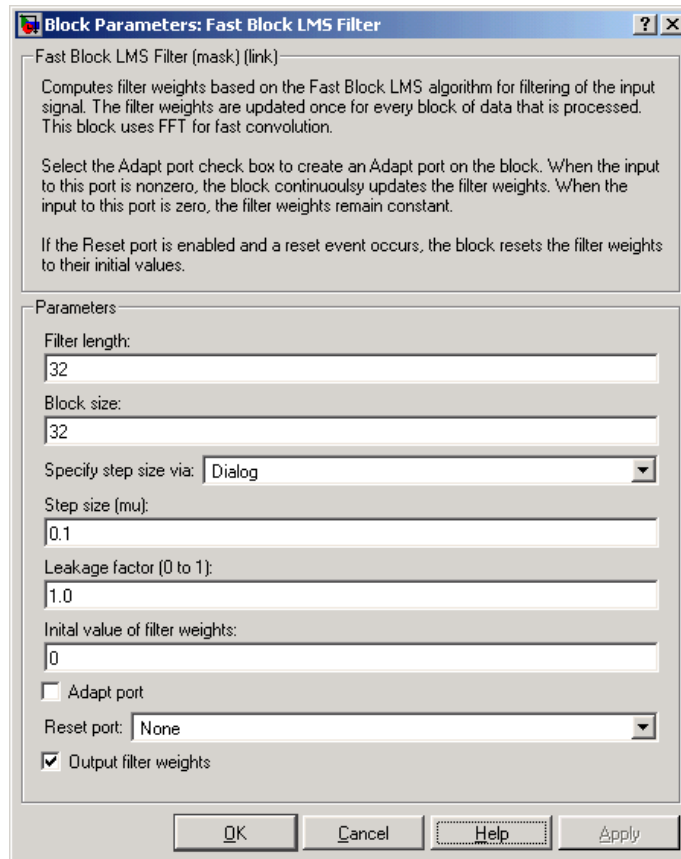 Block Parameters: Fast Block LMS Filter
Fast Block LMS Filter (mask) (link)
Computes filter weights based on the Fast Block LMS algorithm for filtering of the input
signal. The filter weights are updated once for every block of data that is processed.
This block uses FFT for fast convolution.
Select the Adapt port check box to create an Adapt port on the block. When the input
to this port is nonzero, the block continuoulsy updates the filter weights. When the
input to this port is zero, the filter weights remain constant.
If the Reset port is enabled and a reset event occurs, the block resets the filter weights
to their initial values.
Parameters
Filter length:
32
Block size:
32
Specify step size via: Dialog
Step size (mu):
0.1
Leakage factor (0 to 1):
1.0
Inital value of filter weights:
0
Adapt port
Reset port: None
Output filter weights
OK Cancel Help Apply